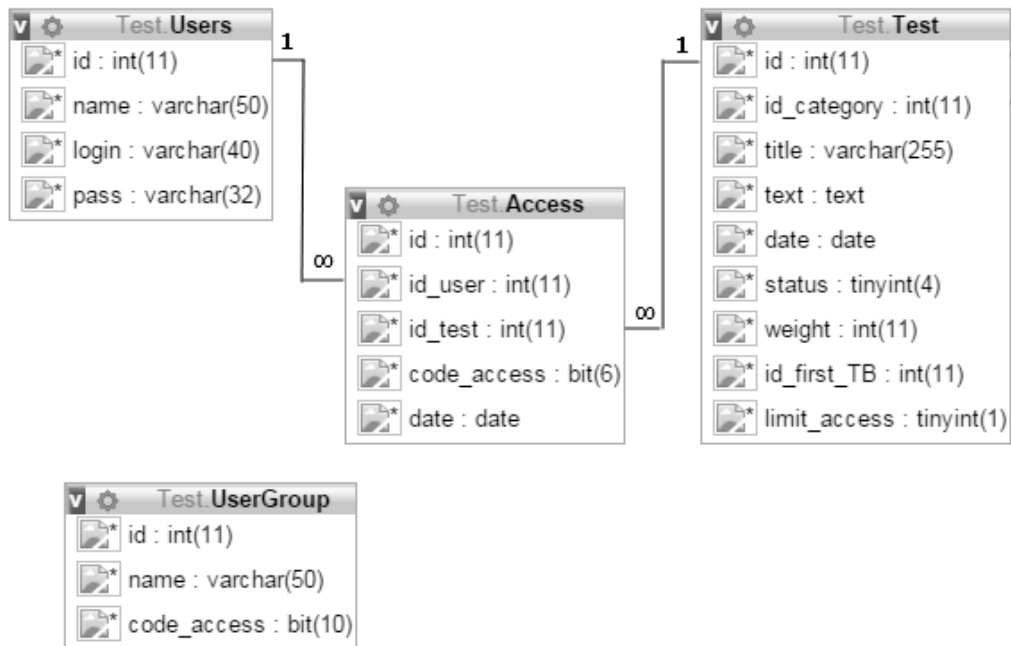 v Test.Users
id : int(11)
name : varchar(50)
login : varchar(40)
pass : varchar(32)
1
∞
v Test.Access
id : int(11)
id_user : int(11)
id_test : int(11)
code_access : bit(6)
date : date
∞
1
v Test.Test
id : int(11)
id_category : int(11)
title : varchar(255)
text : text
date : date
status : tinyint(4)
weight : int(11)
id_first_TB : int(11)
limit_access : tinyint(1)
v Test.UserGroup
id : int(11)
name : varchar(50)
code_access : bit(10)